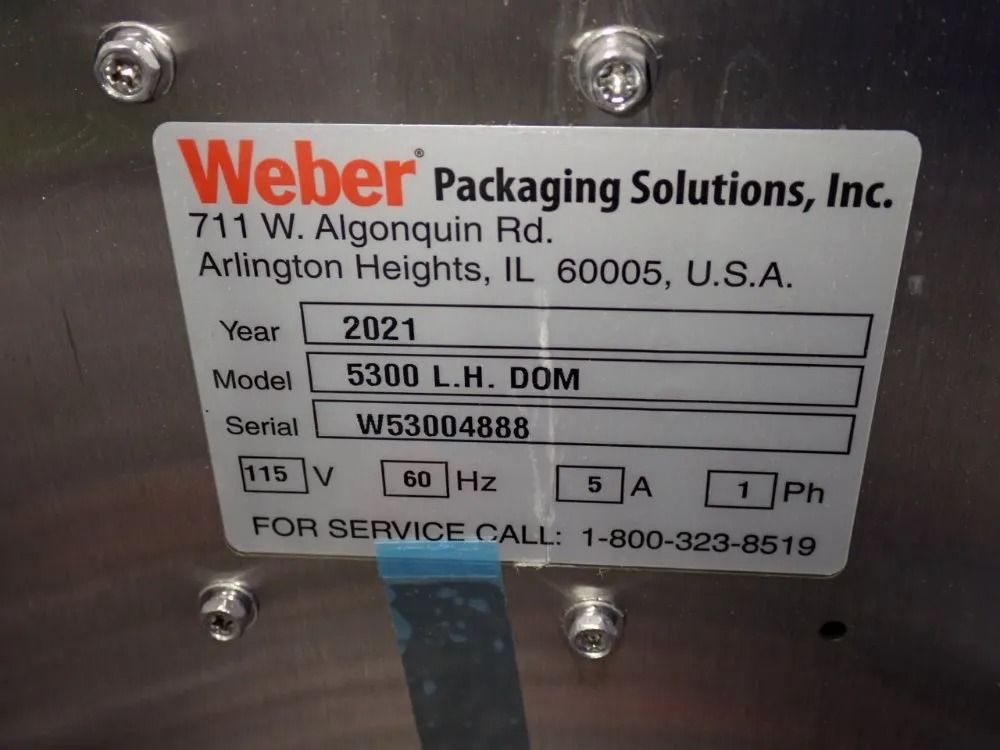 Weber® Packaging Solutions, Inc.
711 W. Algonquin Rd.
Arlington Heights, IL 60005, U.S.A.
Year 2021
Model 5300 L.H. DOM
Serial W53004888
115 V 60 Hz 5 A 1 Ph
FOR SERVICE CALL: 1-800-323-8519